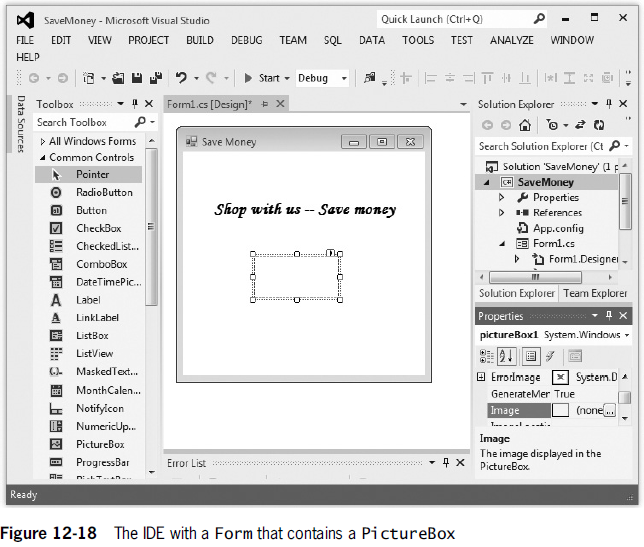 SaveMoney - Microsoft Visual Studio
Quick Launch (Ctrl+Q)
FILE EDIT VIEW PROJECT BUILD DEBUG TEAM SQL DATA TOOLS TEST ANALYZE WINDOW
HELP
Start Debug
Data Sources
Toolbox
Search Toolbox
All Windows Forms
Common Controls
Pointer
RadioButton
Button
CheckBox
CheckedList...
ComboBox
DateTimePic...
Label
LinkLabel
ListBox
ListView
MaskedText...
MonthCalen...
NotifyIcon
NumericUp...
PictureBox
ProgressBar
Form1.cs [Design]*
Save Money
Shop with us -- Save money
Error List
Solution Explorer
Search Solution Explorer (Ctrl
Solution 'SaveMoney' (1
C# SaveMoney
Properties
References
App.config
Form1.cs
Form1.Designer
Solution Explorer Team Explorer
Properties
pictureBox1 System.Windows
ErrorImage System.D
GenerateMer True
Image (none ...
Image
The image displayed in the
PictureBox.
Ready
Figure 12-18 The IDE with a Form that contains a PictureBox